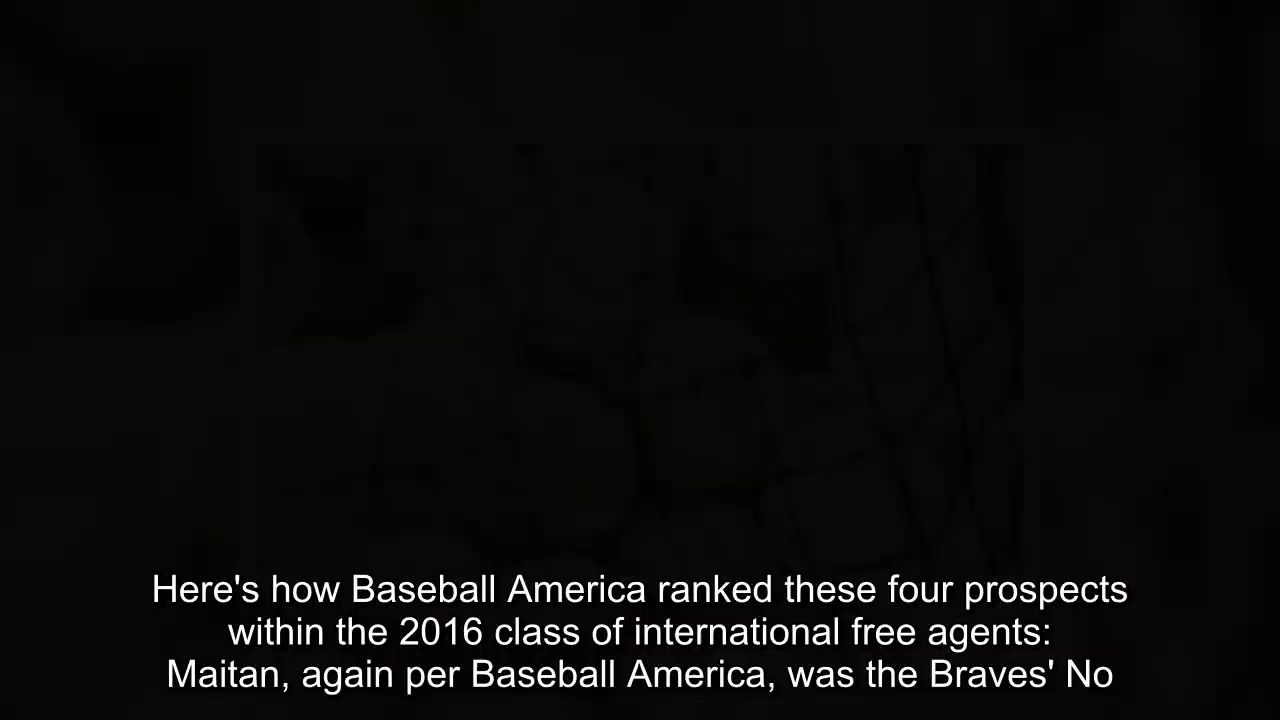 Here's how Baseball America ranked these four prospects
within the 2016 class of international free agents:
Maitan, again per Baseball America, was the Braves' No